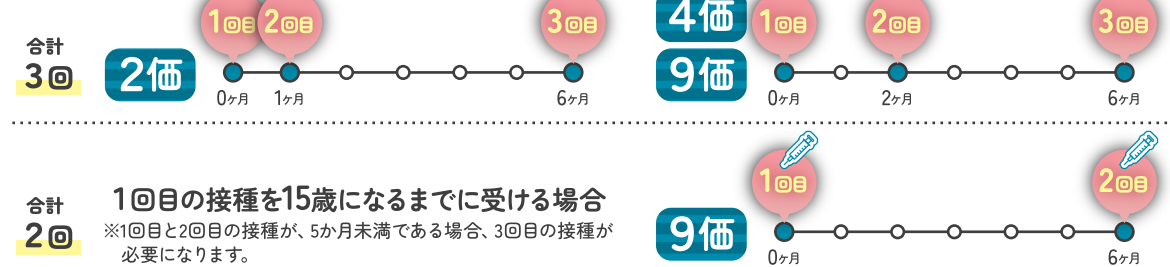 合計
3回
2価
1回目 2回目 3回目
0ヶ月 1ヶ月 6ヶ月
4価
9価
1回目 2回目 3回目
0ヶ月 2ヶ月 6ヶ月
合計
2回
1回目の接種を15歳になるまでに受ける場合
※1回目と2回目の接種が、5か月未満である場合、3回目の接種が
必要になります。
9価
1回目 2回目
0ヶ月 6ヶ月